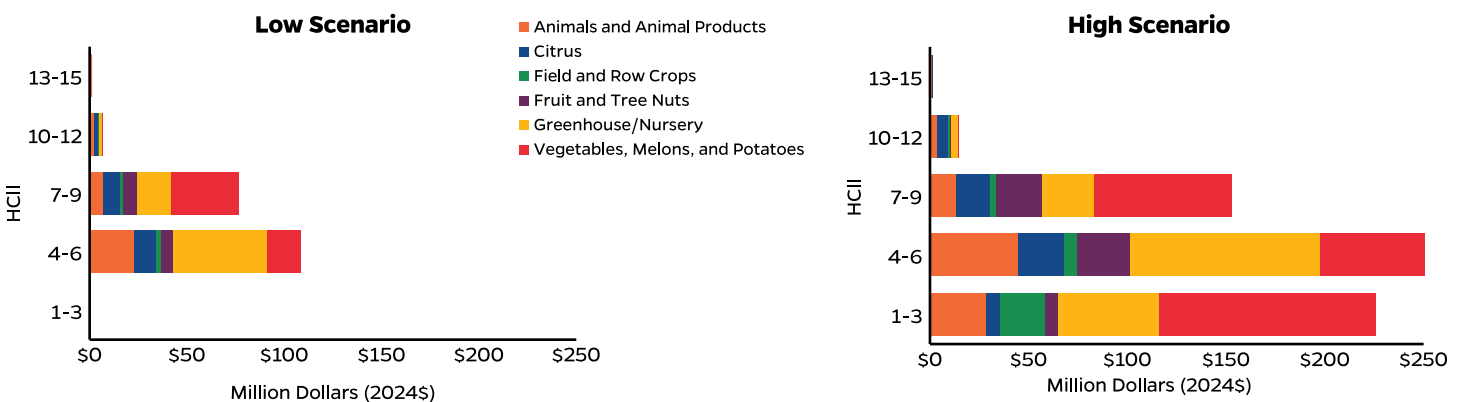 Low Scenario
Animals and Animal Products
Citrus
Field and Row Crops
Fruit and Tree Nuts
Greenhouse/Nursery
Vegetables, Melons, and Potatoes
HCII
13-15
10-12
7-9
4-6
1-3
$0 $50 $100 $150 $200 $250
Million Dollars (2024$)
High Scenario
HCII
13-15
10-12
7-9
4-6
1-3
$0 $50 $100 $150 $200 $250
Million Dollars (2024$)